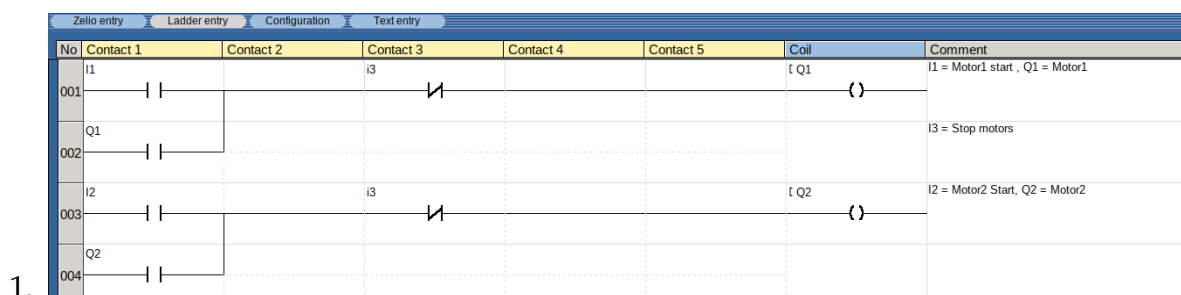 Zelio entry Ladder entry Configuration Text entry
No Contact 1 Contact 2 Contact 3 Contact 4 Contact 5 Coil Comment
I1 i3 [ Q1 I1 = Motor1 start , Q1 = Motor1
001
Q1 I3 = Stop motors
002
I2 i3 [ Q2 I2 = Motor2 Start, Q2 = Motor2
003
Q2
004
1.